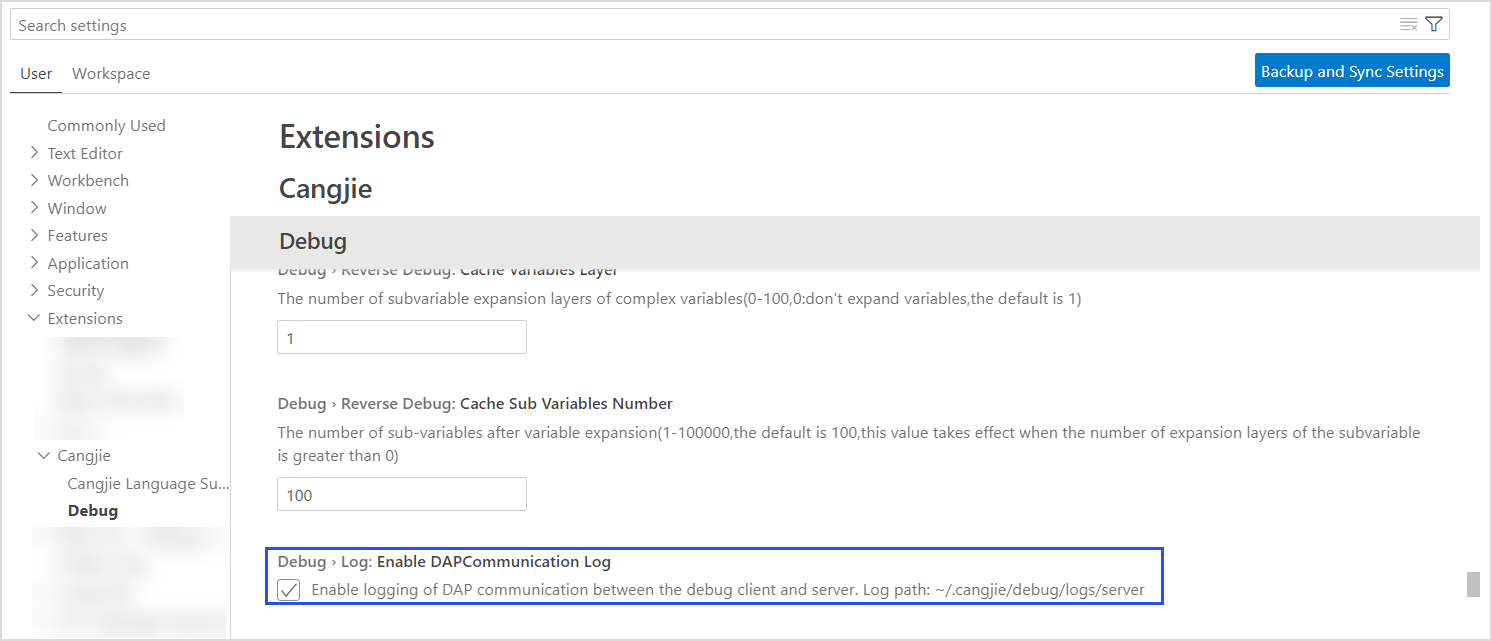 Search settings
User Workspace
Backup and Sync Settings
Commonly Used
Text Editor
Workbench
Window
Features
Application
Security
Extensions
Cangjie
Cangjie Language Su...
Debug
Extensions
Cangjie
Debug
Debug › Reverse Debug: Cache Variables Layer
The number of subvariable expansion layers of complex variables(0-100,0:don't expand variables,the default is 1)
1
Debug › Reverse Debug: Cache Sub Variables Number
The number of sub-variables after variable expansion(1-100000,the default is 100,this value takes effect when the number of expansion layers of the subvariable
is greater than 0)
100
Debug › Log: Enable DAPCommunication Log
Enable logging of DAP communication between the debug client and server. Log path: ~/.cangjie/debug/logs/server